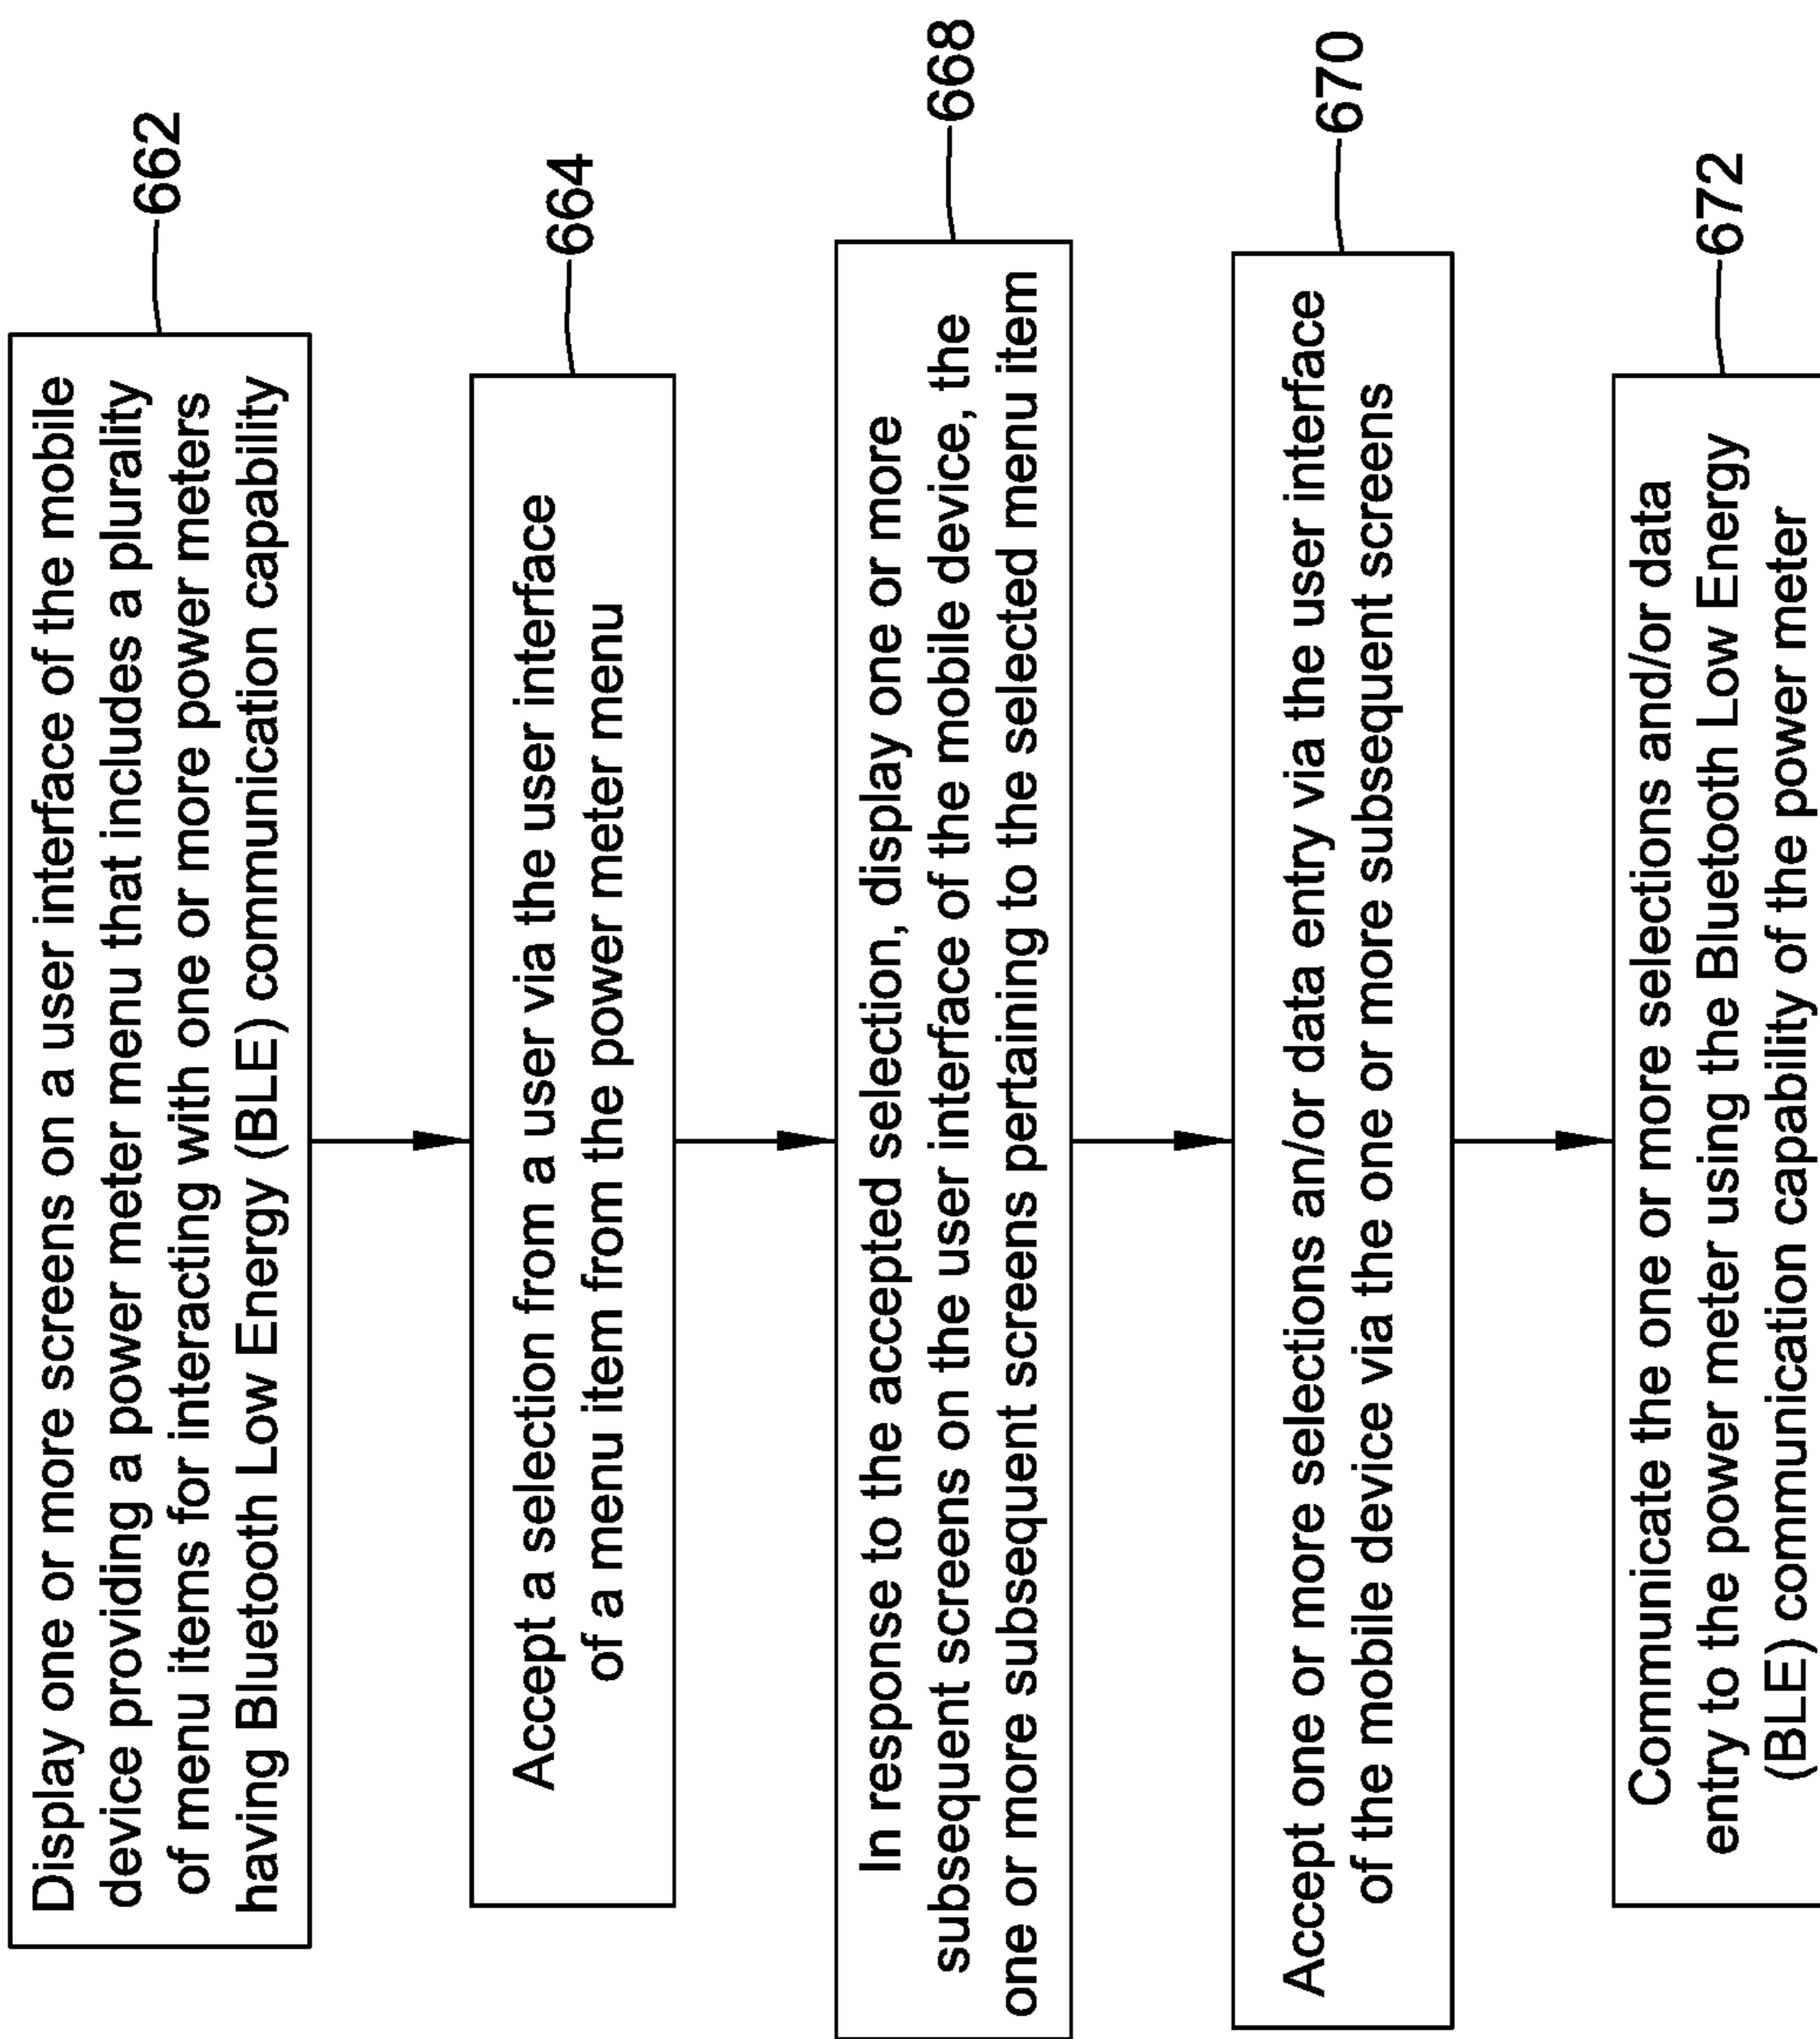 Display one or more screens on a user interface of the mobile
device providing a power meter menu that includes a plurality
of menu items for interacting with one or more power meters
having Bluetooth Low Energy (BLE) communication capability
662
Accept a selection from a user via the user interface
of a menu item from the power meter menu
664
In response to the accepted selection, display one or more
subsequent screens on the user interface of the mobile device, the
one or more subsequent screens pertaining to the selected menu item
668
Accept one or more selections an/or data entry via the user interface
of the mobile device via the one or more subsequent screens
670
Communicate the one or more selections and/or data
entry to the power meter using the Bluetooth Low Energy
(BLE) communication capability of the power meter
672